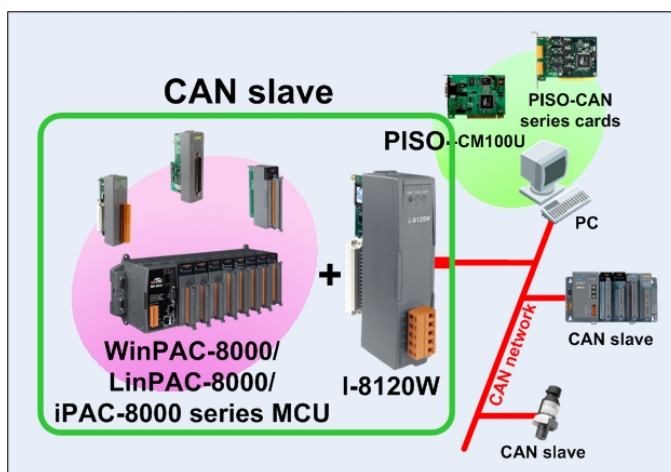 CAN slave
PISO-CAN
series cards
PISO--CM100U
PC
i-8120W
+
WinPAC-8000/
LinPAC-8000/
iPAC-8000 series MCU
I-8120W
CAN network
CAN slave
CAN slave